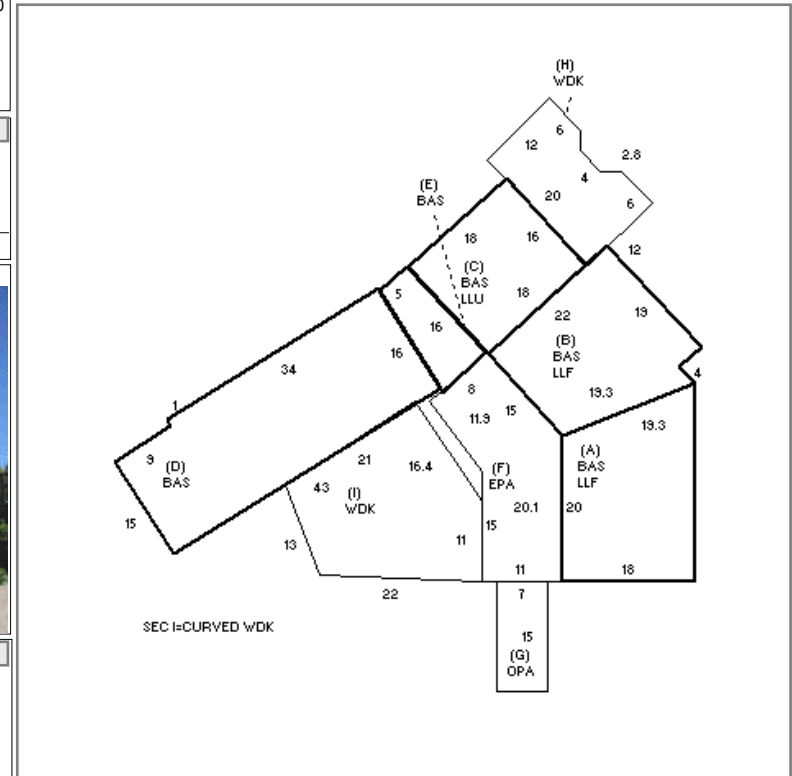 (H)
WDK
6
12
2.8
4
(E)
BAS
20
6
18
16
12
(C)
BAS
LLU
5
18
22
19
16
(B)
BAS
LLF
16
34
4
8
19.3
1
11.9
15
19.3
9
(D)
BAS
21
16.4
(A)
BAS
LLF
43
(I)
WDK
(F)
EPA
20.1
20
15
15
13
11
11
18
22
7
SEC I=CURVED WDK
15
(G)
OPA